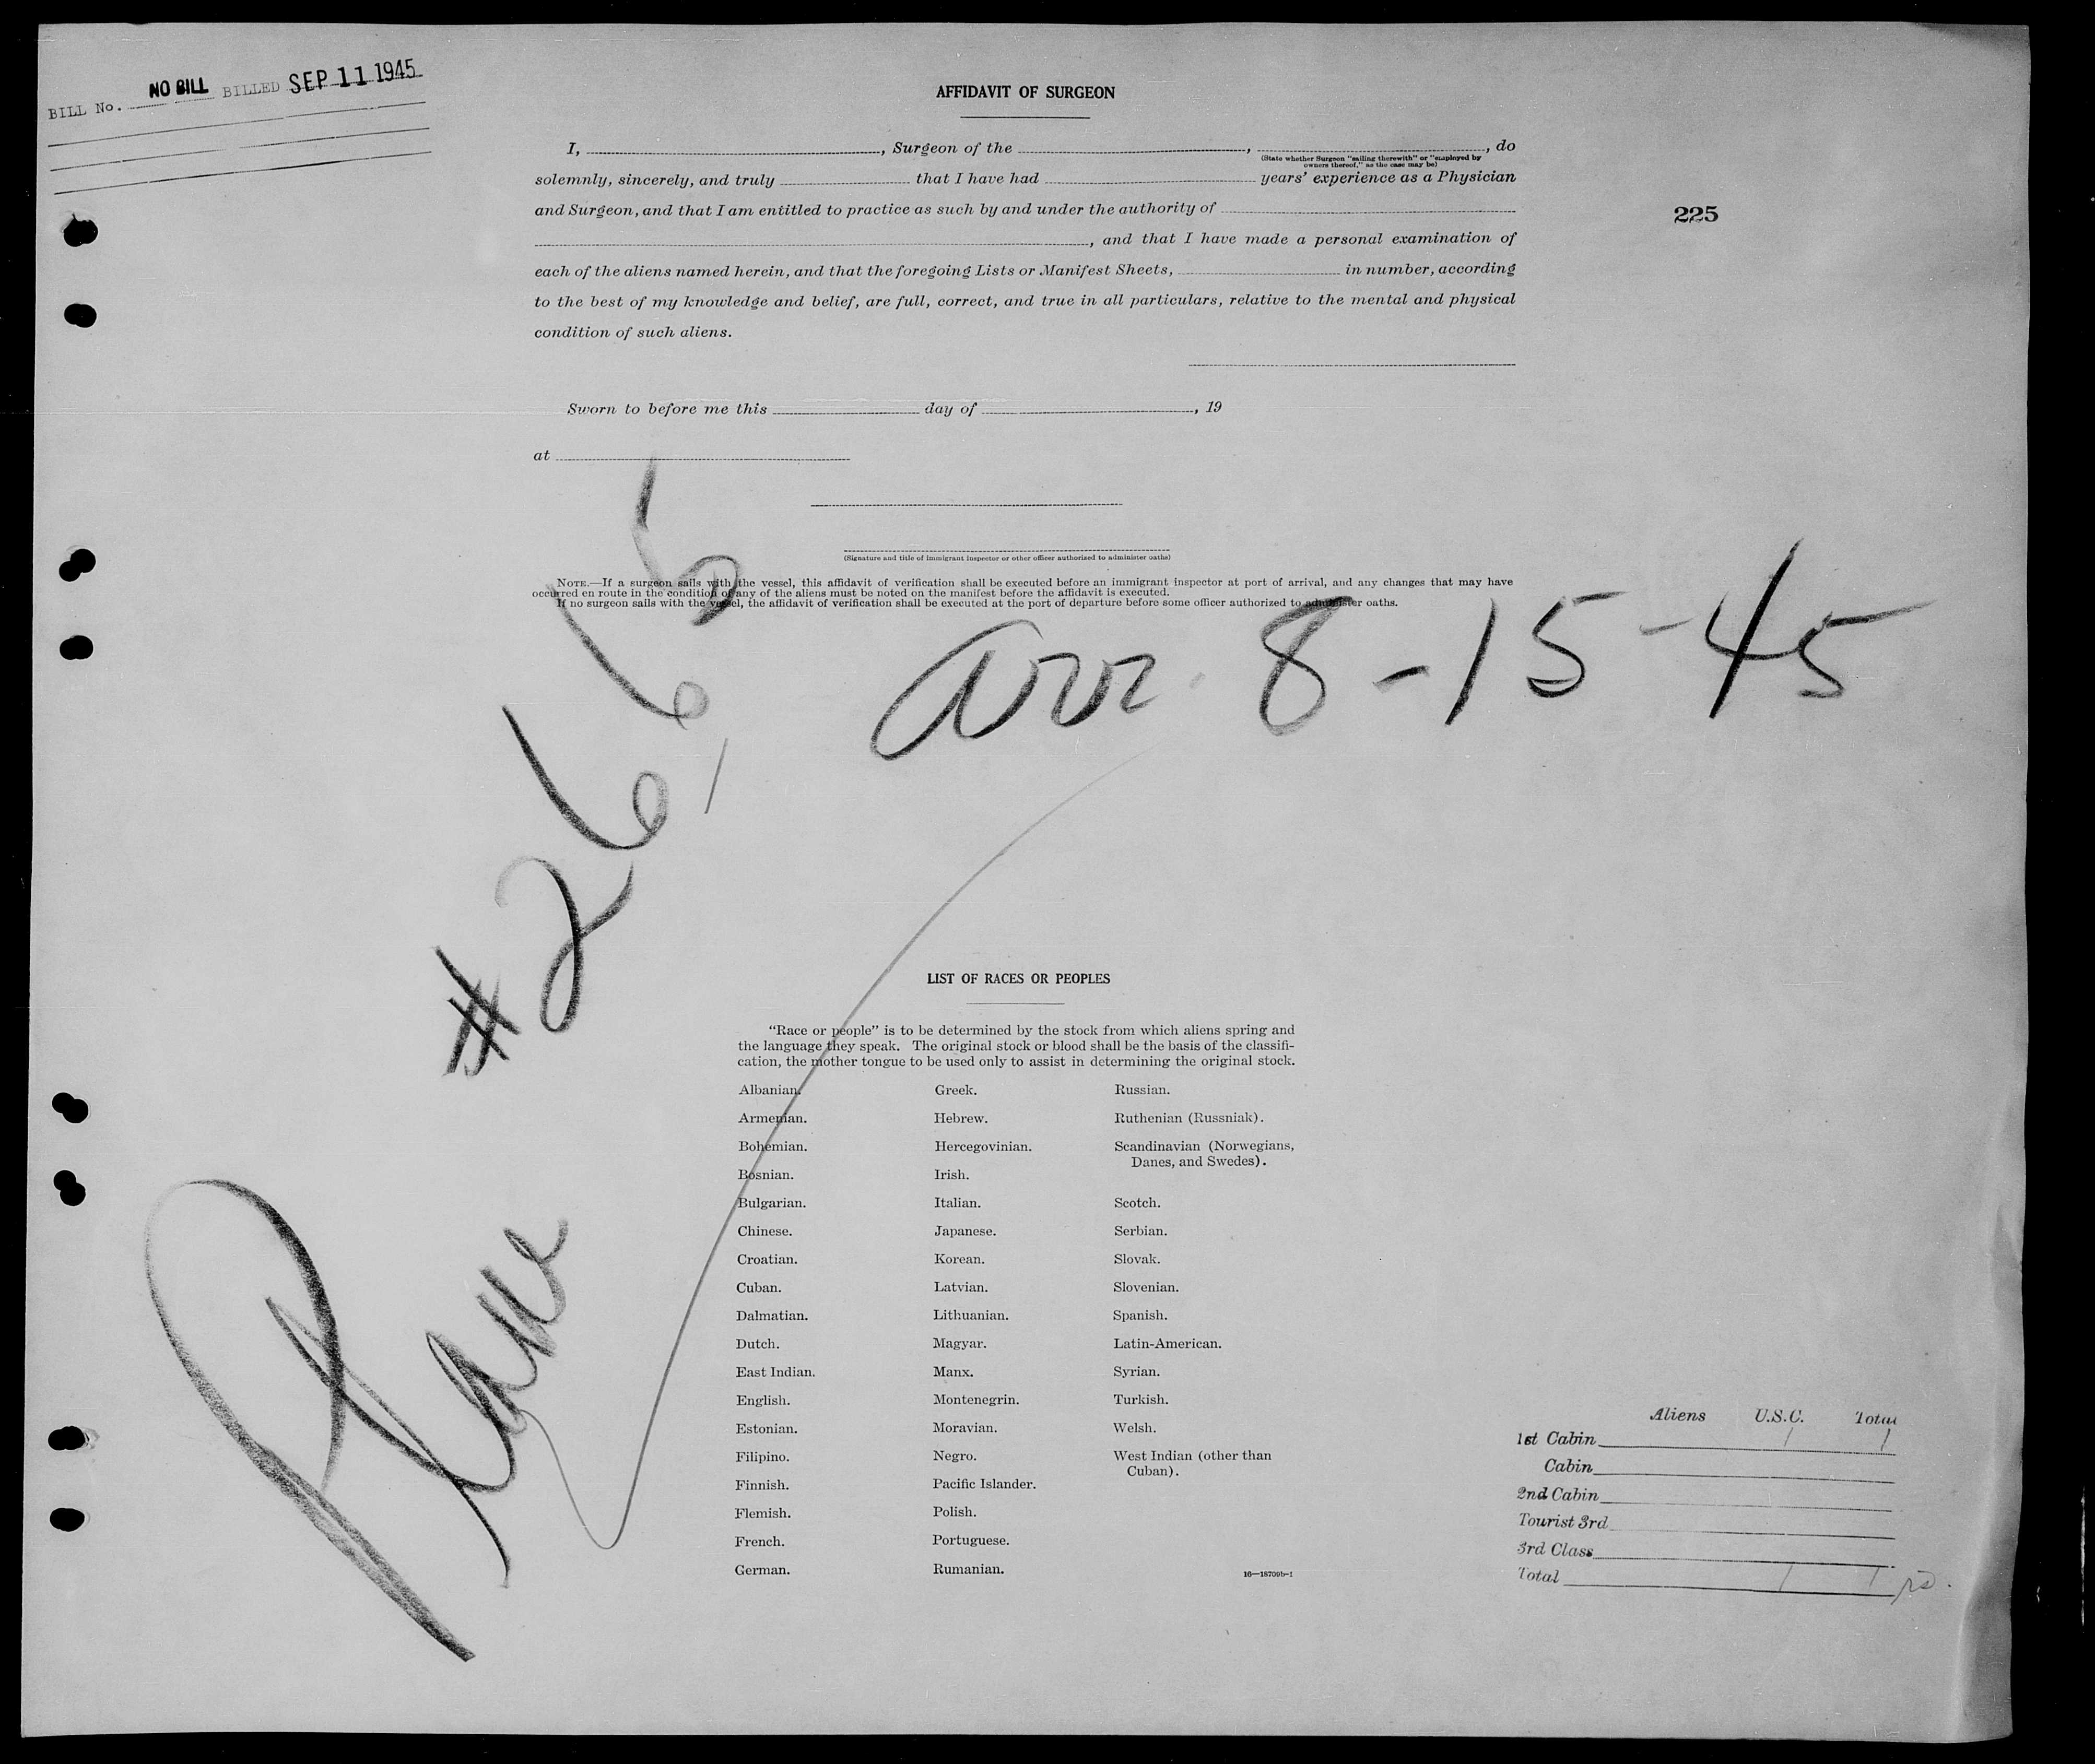 BILL No. NO BILL BILLED SEP 11 1945
AFFIDAVIT OF SURGEON
I, , Surgeon of the , , do
(State whether Surgeon "sailing therewith" or "employed by
owners thereof," as the case may be)
solemnly, sincerely, and truly that I have had years' experience as a Physician
and Surgeon, and that I am entitled to practice as such by and under the authority of
225
, and that I have made a personal examination of
each of the aliens named herein, and that the foregoing Lists or Manifest Sheets, in number, according
to the best of my knowledge and belief, are full, correct, and true in all particulars, relative to the mental and physical
condition of such aliens.
Sworn to before me this day of , 19
at
(Signature and title of immigrant inspector or other officer authorized to administer oaths)
NOTE.—If a surgeon sails with the vessel, this affidavit of verification shall be executed before an immigrant inspector at port of arrival, and any changes that may have
occurred en route in the condition of any of the aliens must be noted on the manifest before the affidavit is executed.
If no surgeon sails with the vessel, the affidavit of verification shall be executed at the port of departure before some officer authorized to administer oaths.
arr. 8-15-45
Plane
LIST OF RACES OR PEOPLES
"Race or people" is to be determined by the stock from which aliens spring and
the language they speak. The original stock or blood shall be the basis of the classifi-
cation, the mother tongue to be used only to assist in determining the original stock.
Albanian.
Armenian.
Bohemian.
Bosnian.
Bulgarian.
Chinese.
Croatian.
Cuban.
Dalmatian.
Dutch.
East Indian.
English.
Estonian.
Filipino.
Finnish.
Flemish.
French.
German.
Greek.
Hebrew.
Hercegovinian.
Irish.
Italian.
Japanese.
Korean.
Latvian.
Lithuanian.
Magyar.
Manx.
Montenegrin.
Moravian.
Negro.
Pacific Islander.
Polish.
Portuguese.
Rumanian.
Russian.
Ruthenian (Russniak).
Scandinavian (Norwegians,
Danes, and Swedes).
Scotch.
Serbian.
Slovak.
Slovenian.
Spanish.
Latin-American.
Syrian.
Turkish.
Welsh.
West Indian (other than
Cuban).
16—18709b-1
Aliens U.S.C. Total
1st Cabin 1 1
Cabin
2nd Cabin
Tourist 3rd
3rd Class
Total 1 1